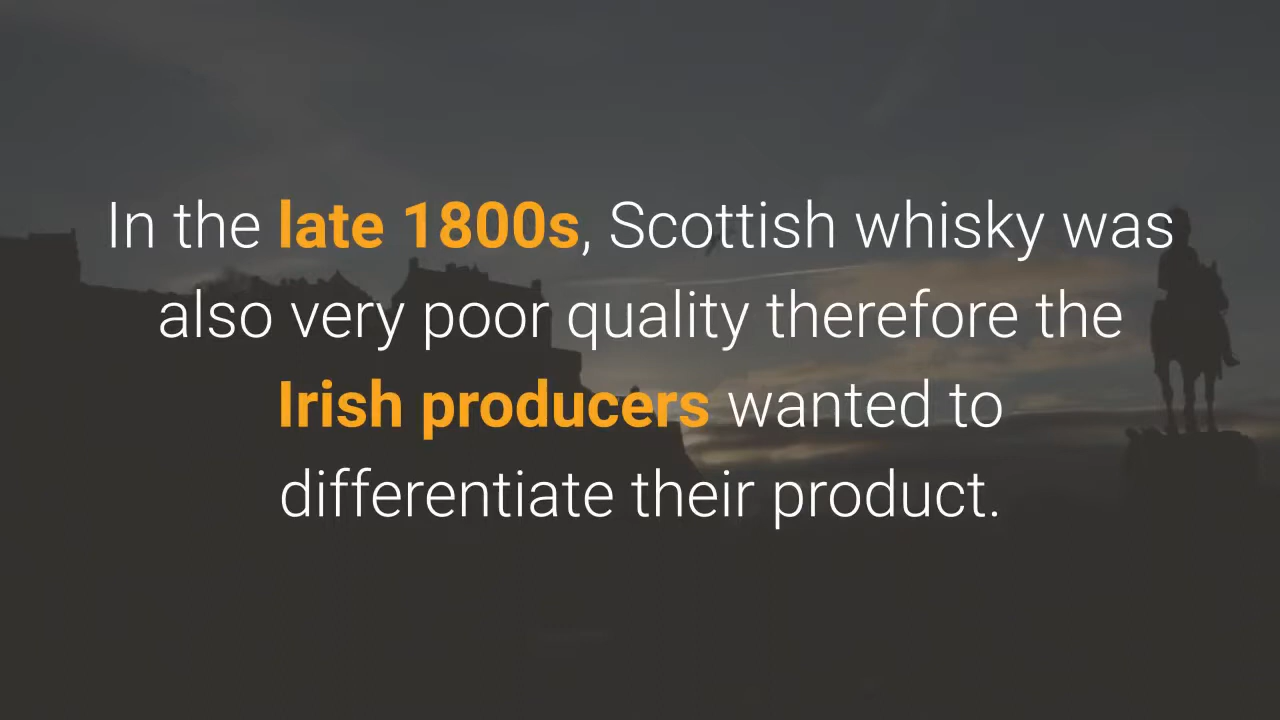 In the late 1800s, Scottish whisky was
also very poor quality therefore the
Irish producers wanted to
differentiate their product.